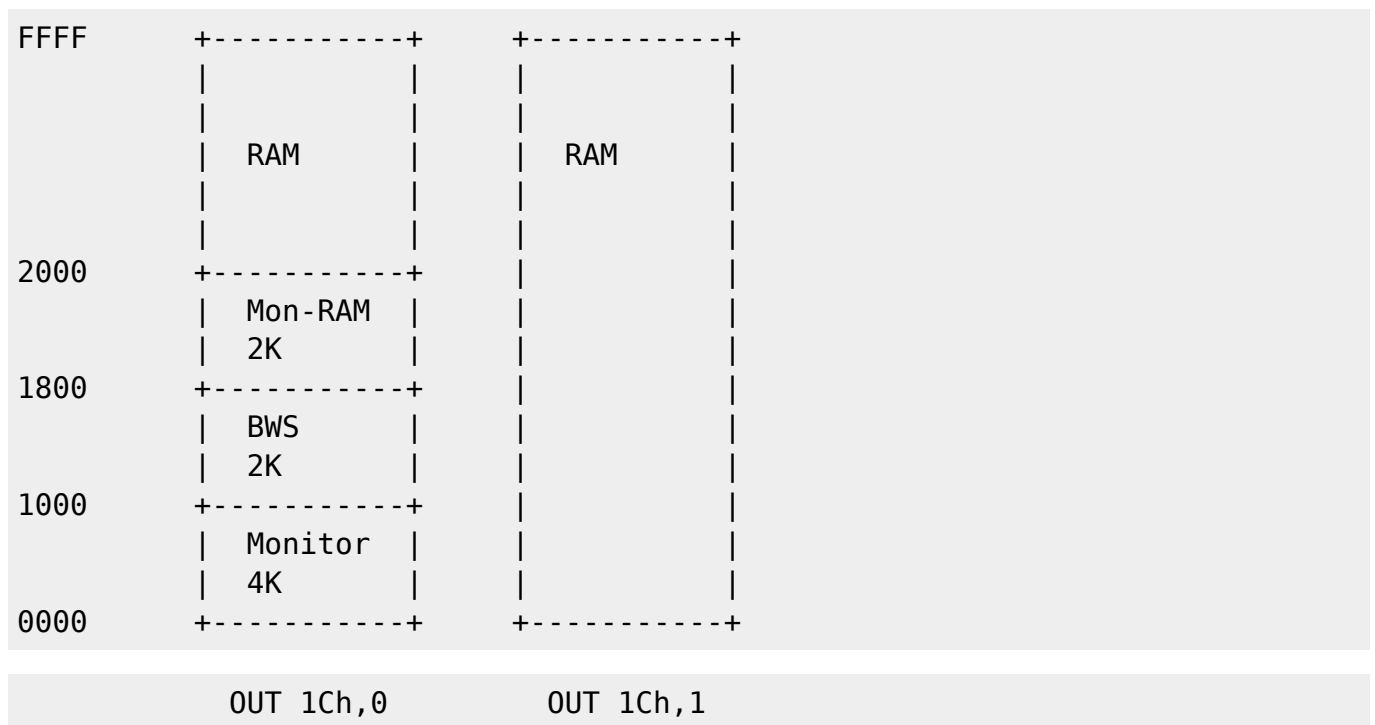 FFFF       +-----------+     +-----------+
           |           |     |           |
           |           |     |           |
           |  RAM      |     |  RAM      |
           |           |     |           |
           |           |     |           |
2000       +-----------+     |           |
           |  Mon-RAM  |     |           |
           |  2K       |     |           |
1800       +-----------+     |           |
           |  BWS      |     |           |
           |  2K       |     |           |
1000       +-----------+     |           |
           |  Monitor  |     |           |
           |  4K       |     |           |
0000       +-----------+     +-----------+
            OUT 1Ch,0         OUT 1Ch,1